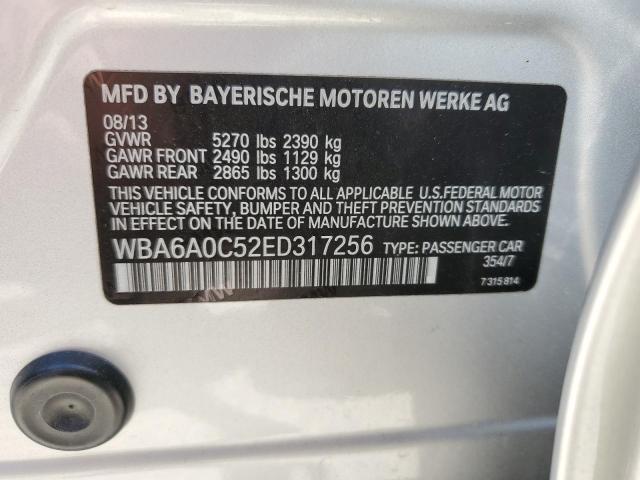 MFD BY BAYERISCHE MOTOREN WERKE AG
08/13
GVWR 5270 lbs 2390 kg
GAWR FRONT 2490 lbs 1129 kg
GAWR REAR 2865 lbs 1300 kg
THIS VEHICLE CONFORMS TO ALL APPLICABLE U.S.FEDERAL MOTOR
VEHICLE SAFETY, BUMPER AND THEFT PREVENTION STANDARDS
IN EFFECT ON THE DATE OF MANUFACTURE SHOWN ABOVE.
WBA6A0C52ED317256 TYPE: PASSENGER CAR
354/7
7315814